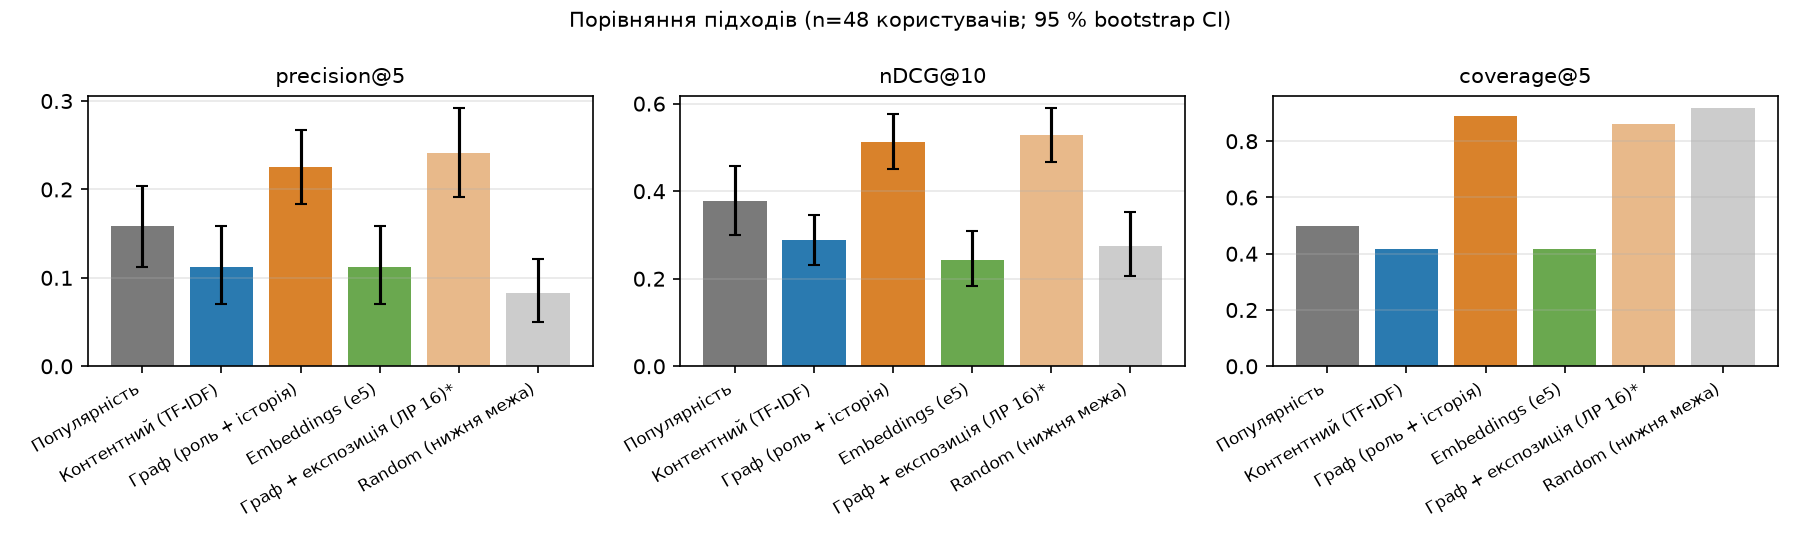 Порівняння підходів (n=48 користувачів; 95 % bootstrap CI)
precision@5
0.3
0.2
0.1
0.0
Популярність
Контентний (TF-IDF)
Граф (роль + історія)
Embeddings (e5)
Граф + експозиція (ЛР 16)*
Random (нижня межа)
nDCG@10
0.6
0.4
0.2
0.0
Популярність
Контентний (TF-IDF)
Граф (роль + історія)
Embeddings (e5)
Граф + експозиція (ЛР 16)*
Random (нижня межа)
coverage@5
0.8
0.6
0.4
0.2
0.0
Популярність
Контентний (TF-IDF)
Граф (роль + історія)
Embeddings (e5)
Граф + експозиція (ЛР 16)*
Random (нижня межа)